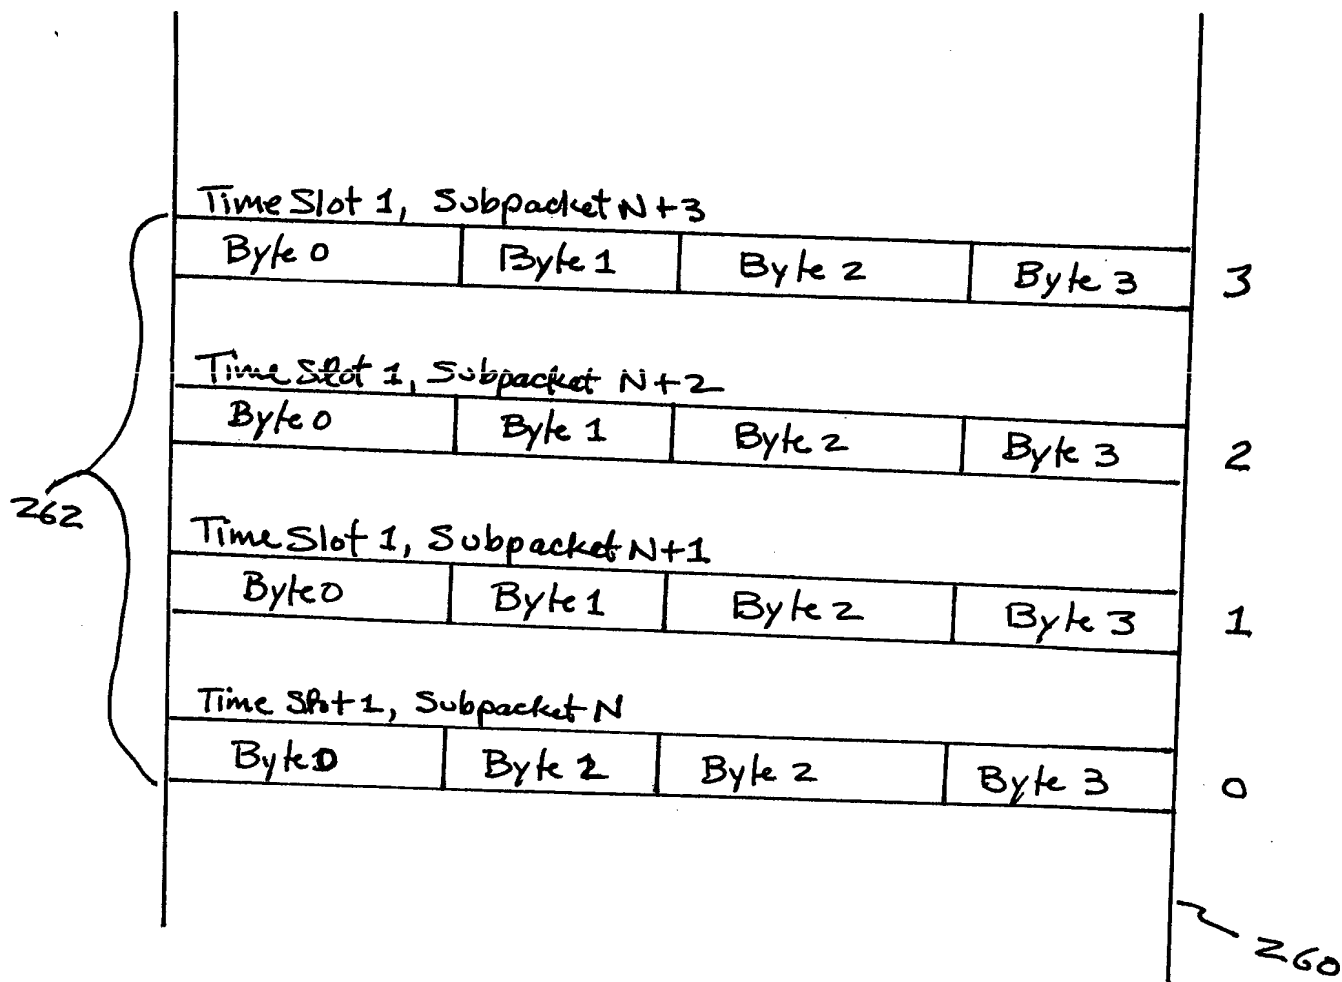 Time Slot 1, Subpacket N+3
Byte 0 Byte 1 Byte 2 Byte 3 3
Time Slot 1, Subpacket N+2
Byte 0 Byte 1 Byte 2 Byte 3 2
262
Time Slot 1, Subpacket N+1
Byte 0 Byte 1 Byte 2 Byte 3 1
Time Slot 1, Subpacket N
Byte 0 Byte 1 Byte 2 Byte 3 0
260